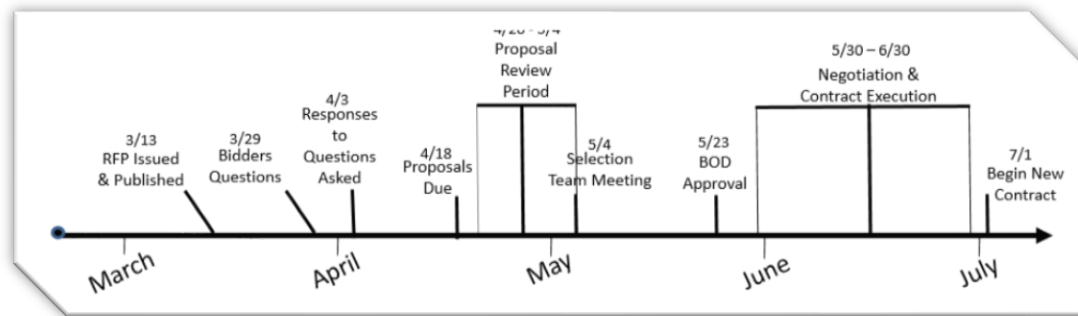 3/13
RFP Issued
& Published
3/29
Bidders
Questions
4/3
Responses
to
Questions
Asked
4/18
Proposals
Due
Proposal
Review
Period
5/4
Selection
Team Meeting
5/23
BOD
Approval
5/30 – 6/30
Negotiation &
Contract Execution
7/1
Begin New
Contract
March
April
May
June
July